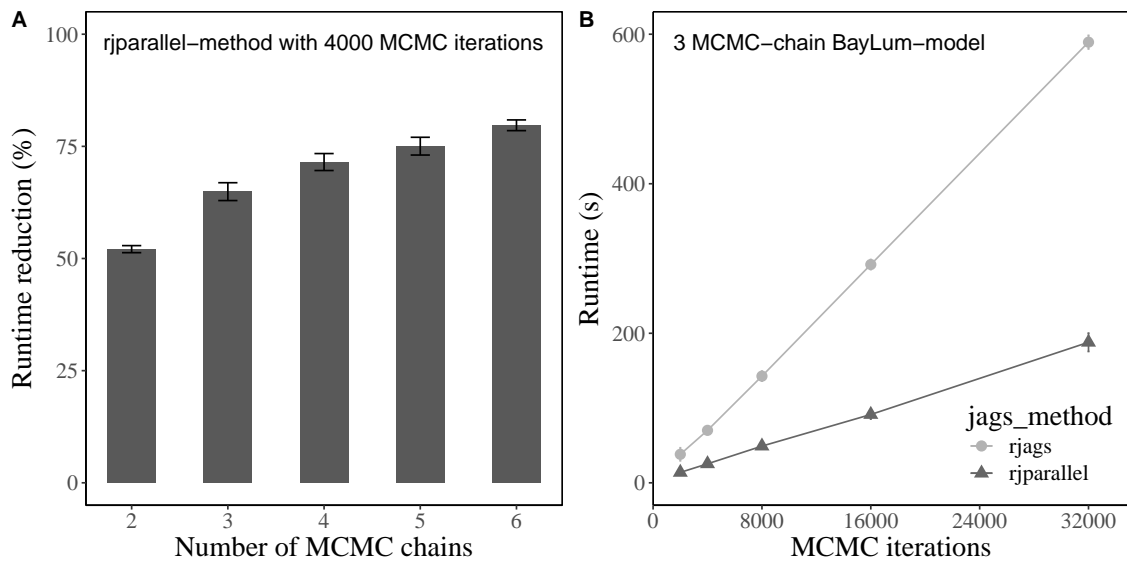 A
rjparallel−method with 4000 MCMC iterations
Runtime reduction (%)
100
75
50
25
0
2 3 4 5 6
Number of MCMC chains
B
3 MCMC−chain BayLum−model
Runtime (s)
600
400
200
0
jags_method
rjags
rjparallel
0 8000 16000 24000 32000
MCMC iterations